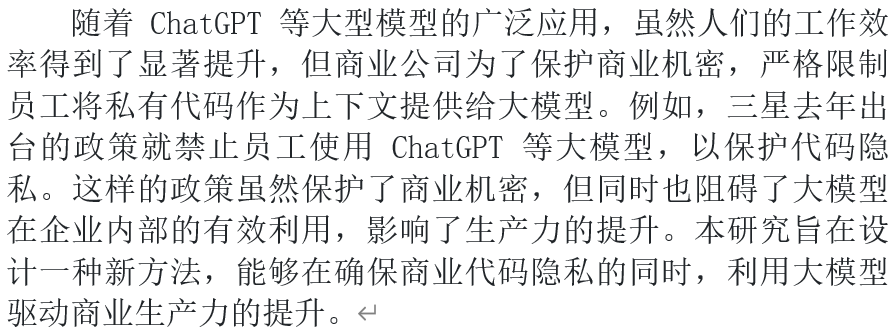 随着 ChatGPT 等大型模型的广泛应用，虽然人们的工作效
率得到了显著提升，但商业公司为了保护商业机密，严格限制
员工将私有代码作为上下文提供给大模型。例如，三星去年出
台的政策就禁止员工使用 ChatGPT 等大模型，以保护代码隐
私。这样的政策虽然保护了商业机密，但同时也阻碍了大模型
在企业内部的有效利用，影响了生产力的提升。本研究旨在设
计一种新方法，能够在确保商业代码隐私的同时，利用大模型
驱动商业生产力的提升。↵